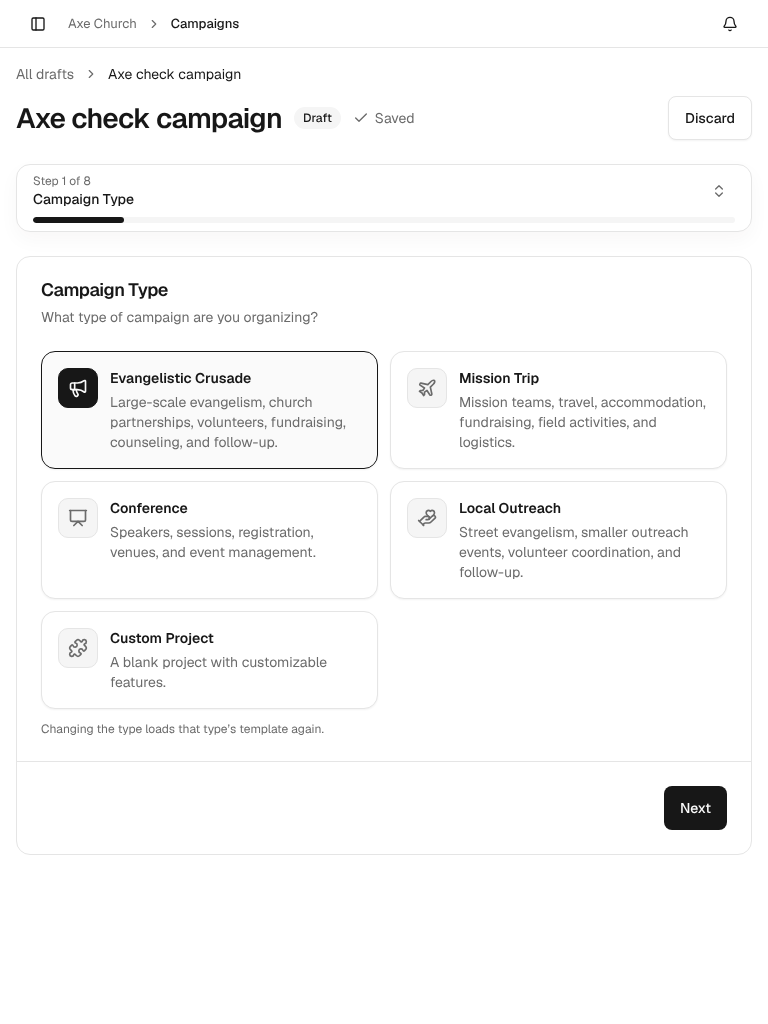 Axe Church
Campaigns
All drafts
Axe check campaign
Axe check campaign
Draft
Saved
Discard
Step 1 of 8
Campaign Type
Campaign Type
What type of campaign are you organizing?
Evangelistic Crusade
Large-scale evangelism, church
partnerships, volunteers, fundraising,
counseling, and follow-up.
Mission Trip
Mission teams, travel, accommodation,
fundraising, field activities, and
logistics.
Conference
Speakers, sessions, registration,
venues, and event management.
Local Outreach
Street evangelism, smaller outreach
events, volunteer coordination, and
follow-up.
Custom Project
A blank project with customizable
features.
Changing the type loads that type's template again.
Next